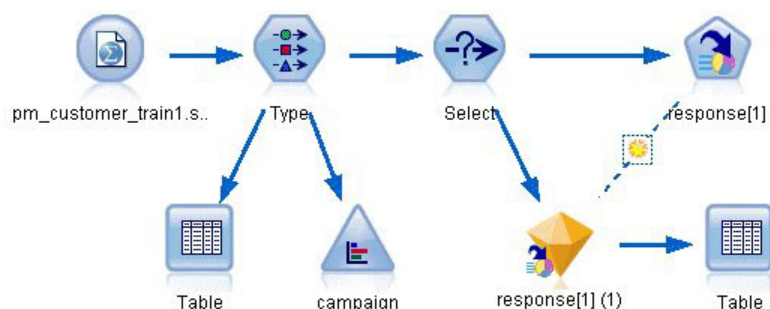 pm_customer_train1.s..
Type
Select
response[1]
Table
campaign
response[1] (1)
Table